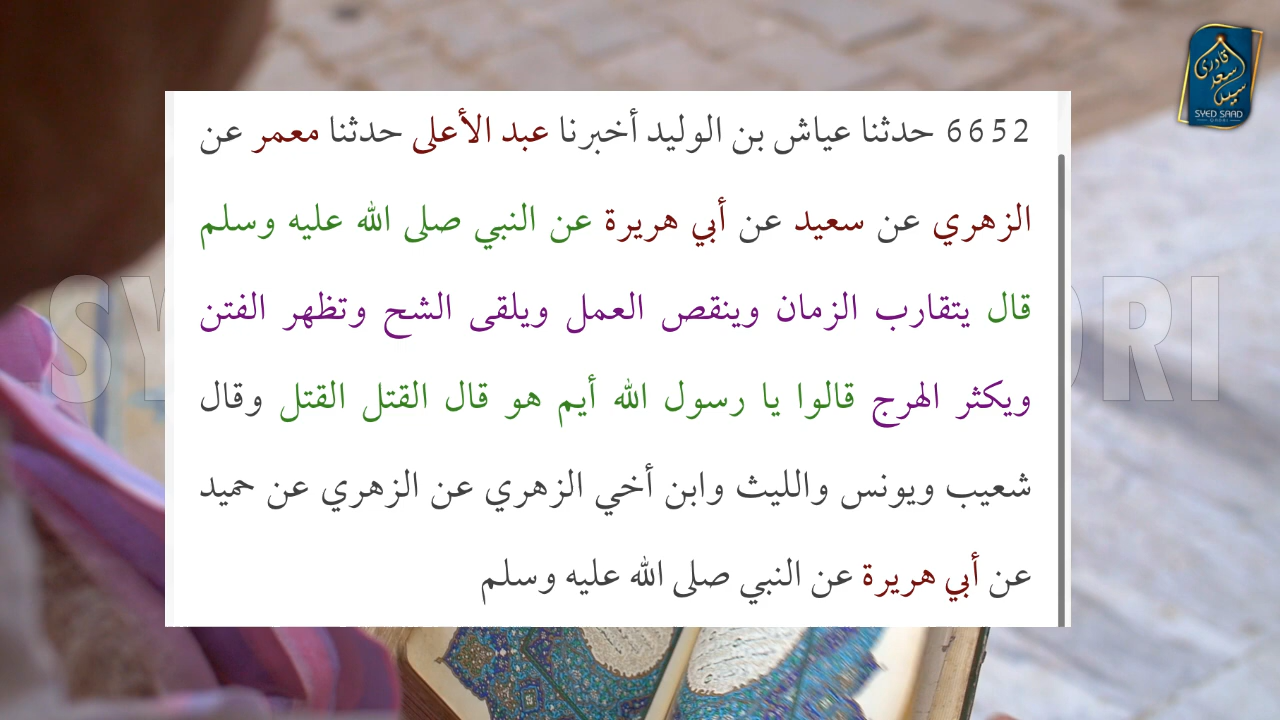 6652 حدثنا عياش بن الوليد أخبرنا عبد الأعلى حدثنا معمر عن
الزهري عن سعيد عن أبي هريرة عن النبي صلى الله عليه وسلم
قال يتقارب الزمان وينقص العمل ويلقى الشح وتظهر الفتن
ويكثر الهرج قالوا يا رسول الله أيم هو قال القتل القتل وقال
شعيب ويونس والليث وابن أخي الزهري عن الزهري عن حميد
عن أبي هريرة عن النبي صلى الله عليه وسلم
SYED SAAD